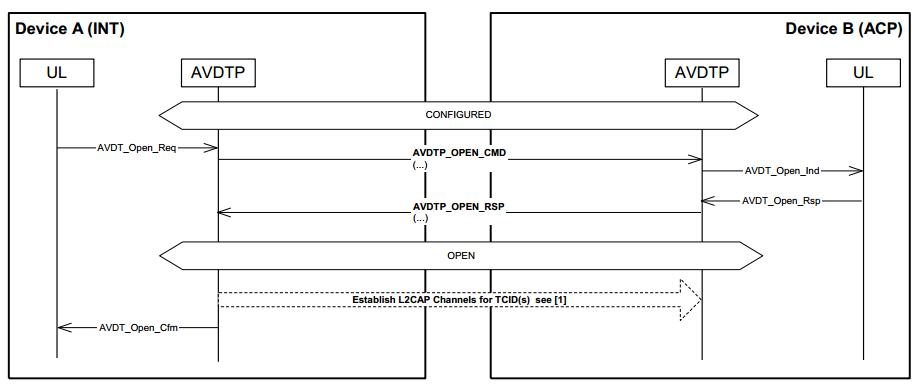 Device A (INT)
Device B (ACP)
UL
AVDTP
AVDTP
UL
CONFIGURED
AVDT_Open_Req
AVDTP_OPEN_CMD
(...)
AVDT_Open_Ind
AVDT_Open_Rsp
AVDTP_OPEN_RSP
(...)
OPEN
Establish L2CAP Channels for TCID(s) see [1]
AVDT_Open_Cfm